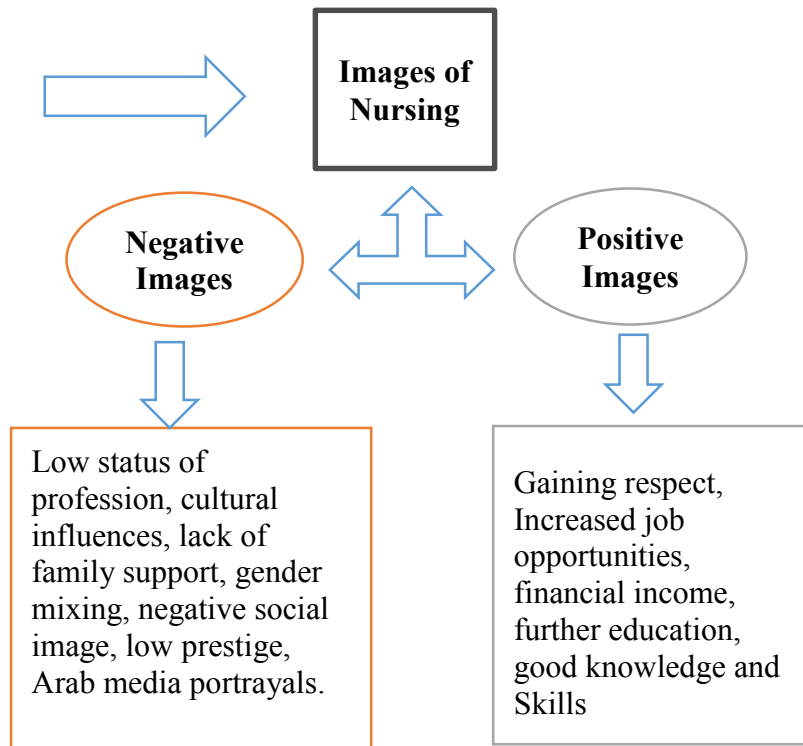 Images of
Nursing
Negative
Images
Positive
Images
Low status of
profession, cultural
influences, lack of
family support, gender
mixing, negative social
image, low prestige,
Arab media portrayals.
Gaining respect,
Increased job
opportunities,
financial income,
further education,
good knowledge and
Skills